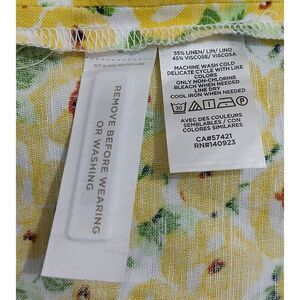 REMOVE BEFORE WEARING
OR WASHING
55% LINEN/ LIR/ LINO
45% VISCOSE/ VISCOSA
MACHINE WASH COLD
DELICATE CYCLE WITH LIKE
COLORS
ONLY NON-CHLORINE
BLEACH WHEN NEEDED
LINE DRY
COOL IRON WHEN NEEDED
30
AVEC DES COULEURS
SEMBLABLES / CON
COLORES SIMILARES
CA#57421
RN#140923